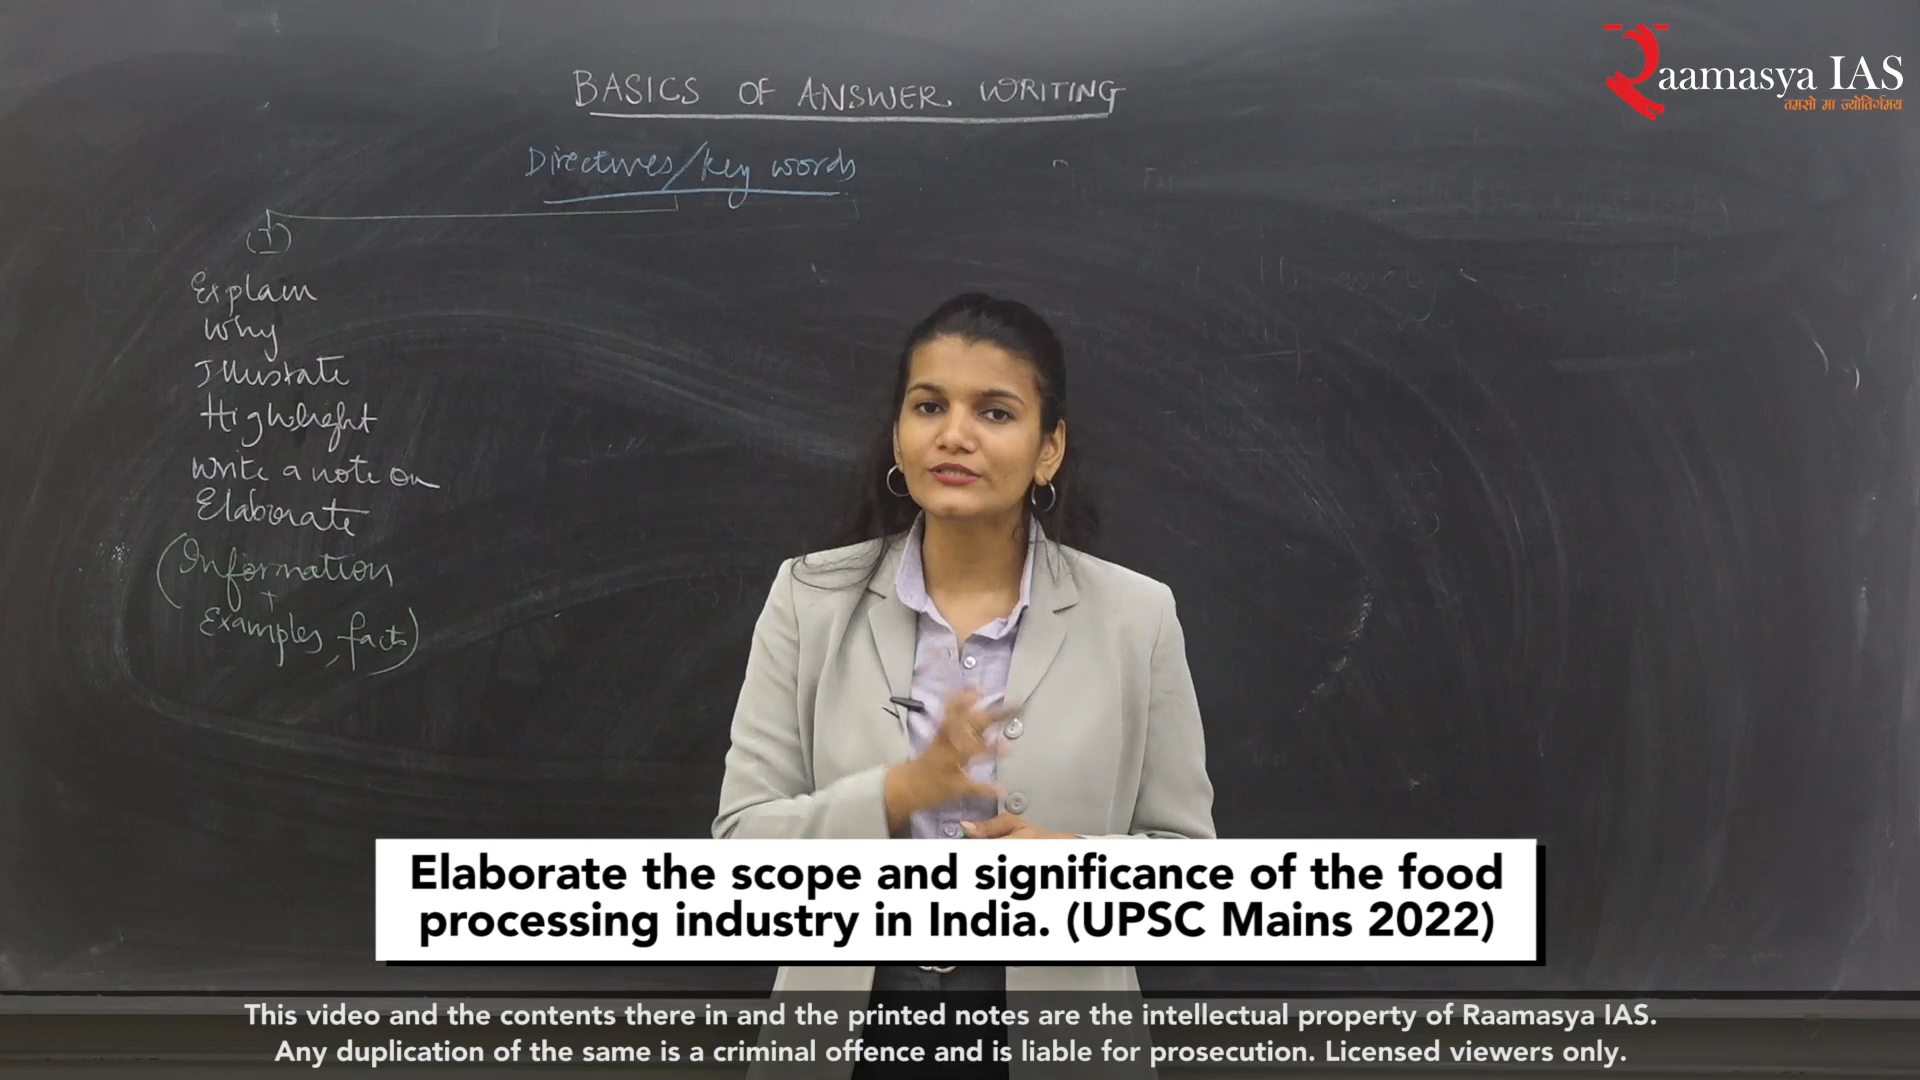 Raamasya IAS
तमसो मा ज्योतिर्गमय
BASICS OF ANSWER WRITING
Directives/key words
(1)
Explain
Why
Illustrate
Highlight
Write a note on
Elaborate
(Information
+
Examples, facts)
Elaborate the scope and significance of the food
processing industry in India. (UPSC Mains 2022)
This video and the contents there in and the printed notes are the intellectual property of Raamasya IAS.
Any duplication of the same is a criminal offence and is liable for prosecution. Licensed viewers only.